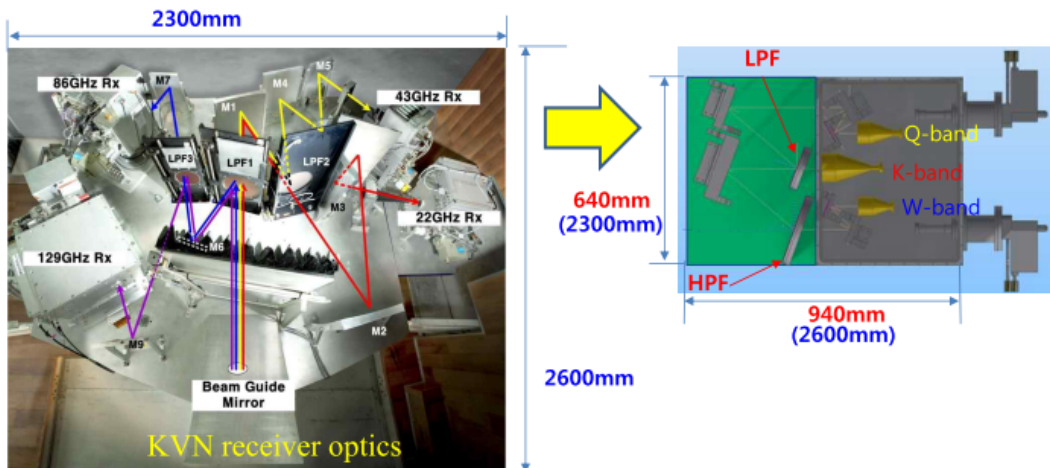 2300mm
86GHz Rx
M7
M1
M4
M5
43GHz Rx
LPF3
LPF1
LPF2
M3
22GHz Rx
M6
129GHz Rx
M2
M9
Beam Guide
Mirror
KVN receiver optics
2600mm
LPF
Q-band
K-band
W-band
640mm
(2300mm)
HPF
940mm
(2600mm)